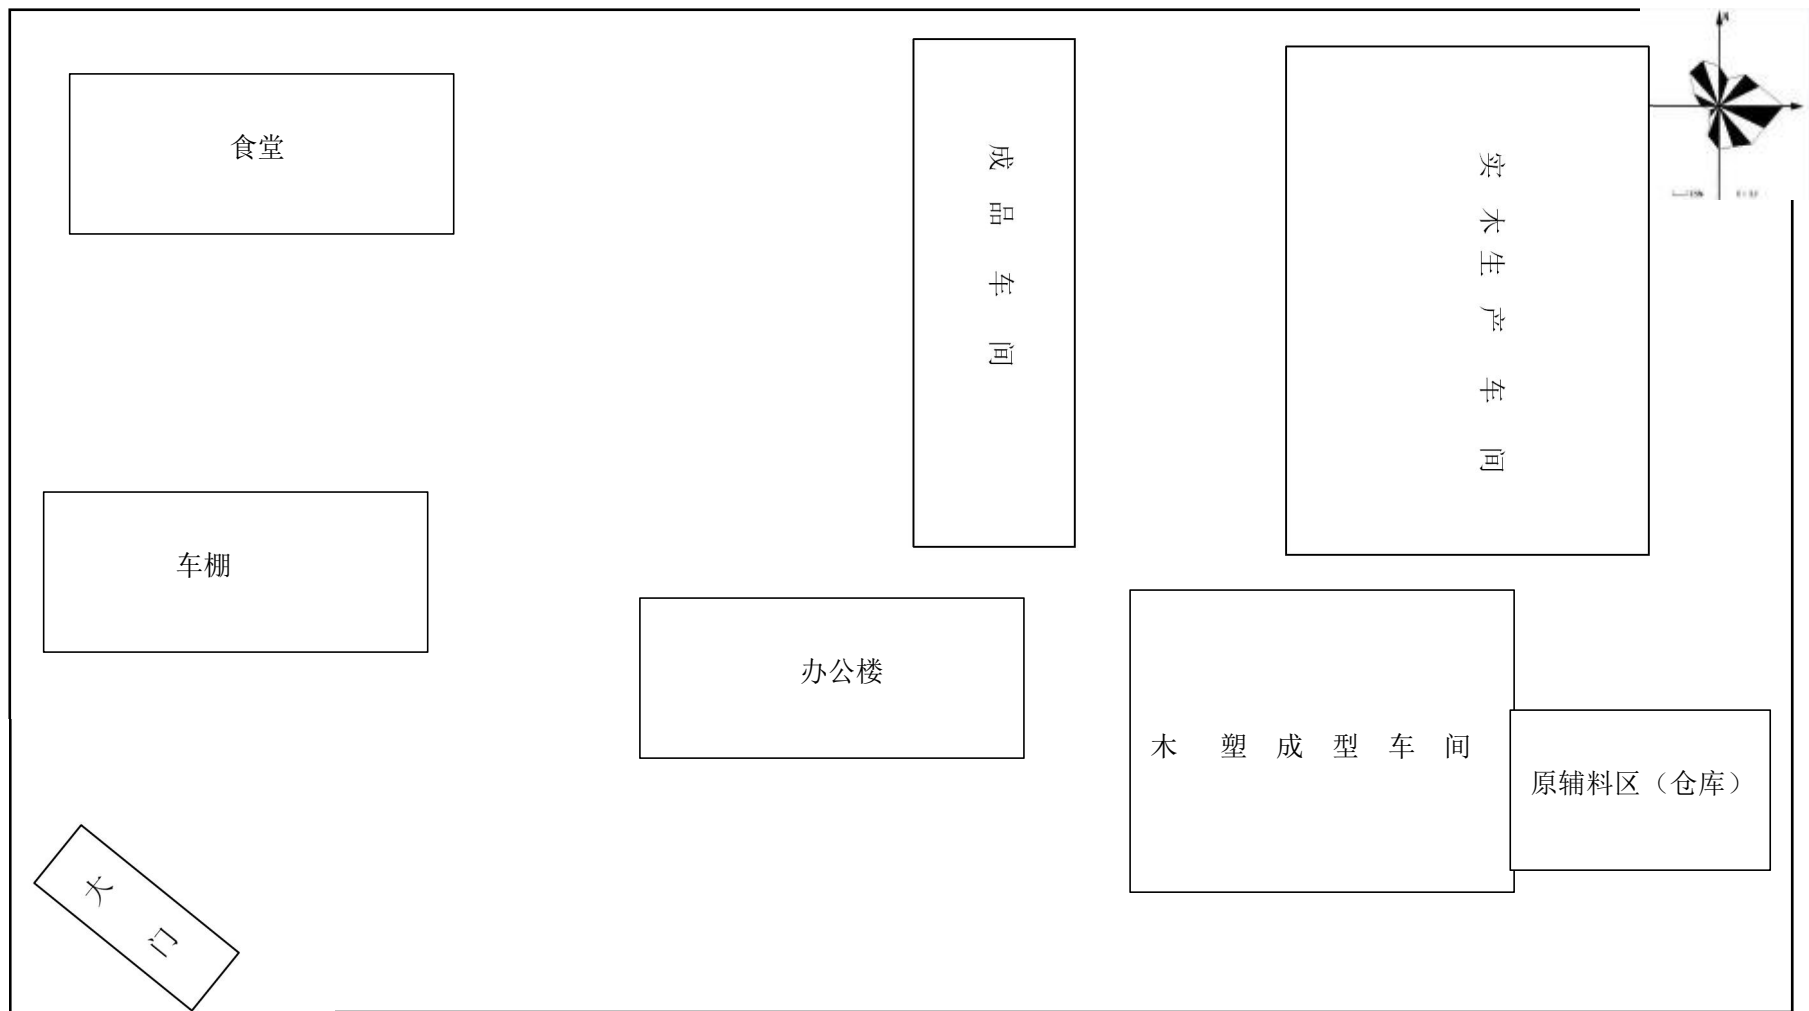 食堂
成品车间
实木生产车间
车棚
办公楼
木塑成型车间
原辅料区（仓库）
大门